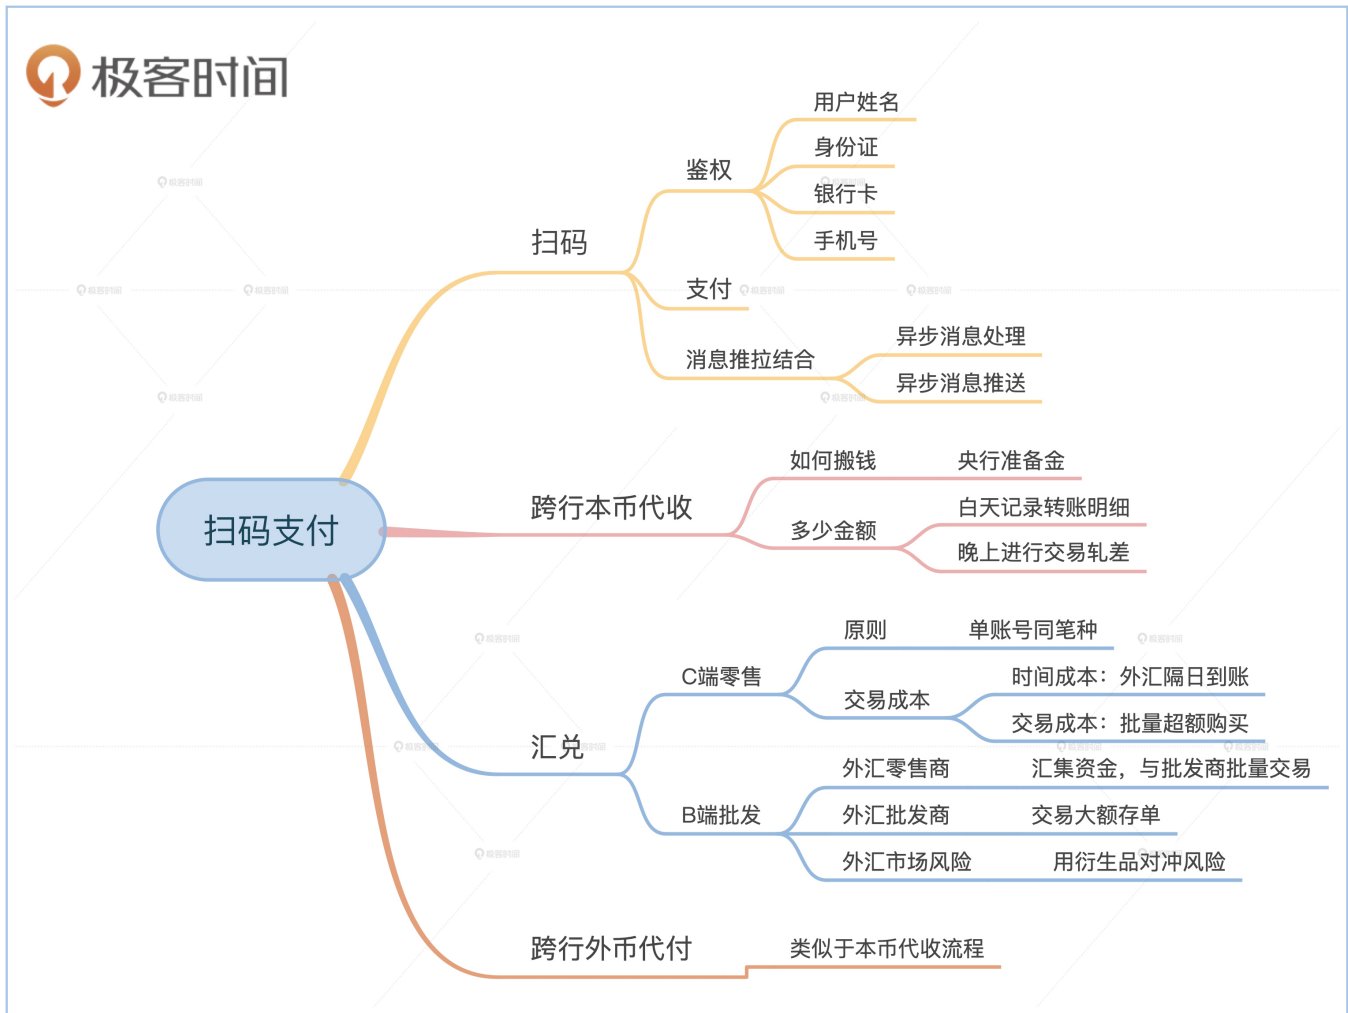 极客时间
扫码支付
扫码
鉴权
用户姓名
身份证
银行卡
手机号
支付
消息推拉结合
异步消息处理
异步消息推送
跨行本币代收
如何搬钱
央行准备金
多少金额
白天记录转账明细
晚上进行交易轧差
汇兑
C端零售
原则
单账号同笔种
交易成本
时间成本：外汇隔日到账
交易成本：批量超额购买
B端批发
外汇零售商
汇集资金，与批发商批量交易
外汇批发商
交易大额存单
外汇市场风险
用衍生品对冲风险
跨行外币代付
类似于本币代收流程